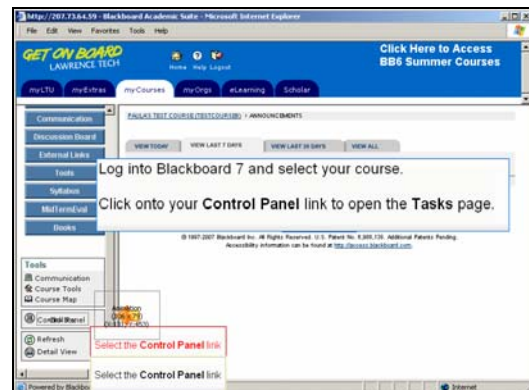 http://207.73.64.59 - Blackboard Academic Suite - Microsoft Internet Explorer
File Edit View Favorites Tools Help
GET ON BOARD
LAWRENCE TECH
Home Help Logout
Click Here to Access
BB6 Summer Courses
myLTU myExtras myCourses myOrgs eLearning Scholar
Communication
Discussion Board
External Links
Tools
Syllabus
MidTermEval
Books
PAULAS TEST COURSE (TESTCOURSE) > ANNOUNCEMENTS
VIEW TODAY VIEW LAST 7 DAYS VIEW LAST 30 DAYS VIEW ALL
Log into Blackboard 7 and select your course.
Click onto your Control Panel link to open the Tasks page.
© 1997-2007 Blackboard Inc. All Rights Reserved. U.S. Patent No. 6,988,138. Additional Patents Pending.
Accessibility information can be found at http://access.blackboard.com.
Tools
Communication
Course Tools
Course Map
Control Panel
Refresh
Detail View
Select the Control Panel link
Select the Control Panel link
Powered by
Internet